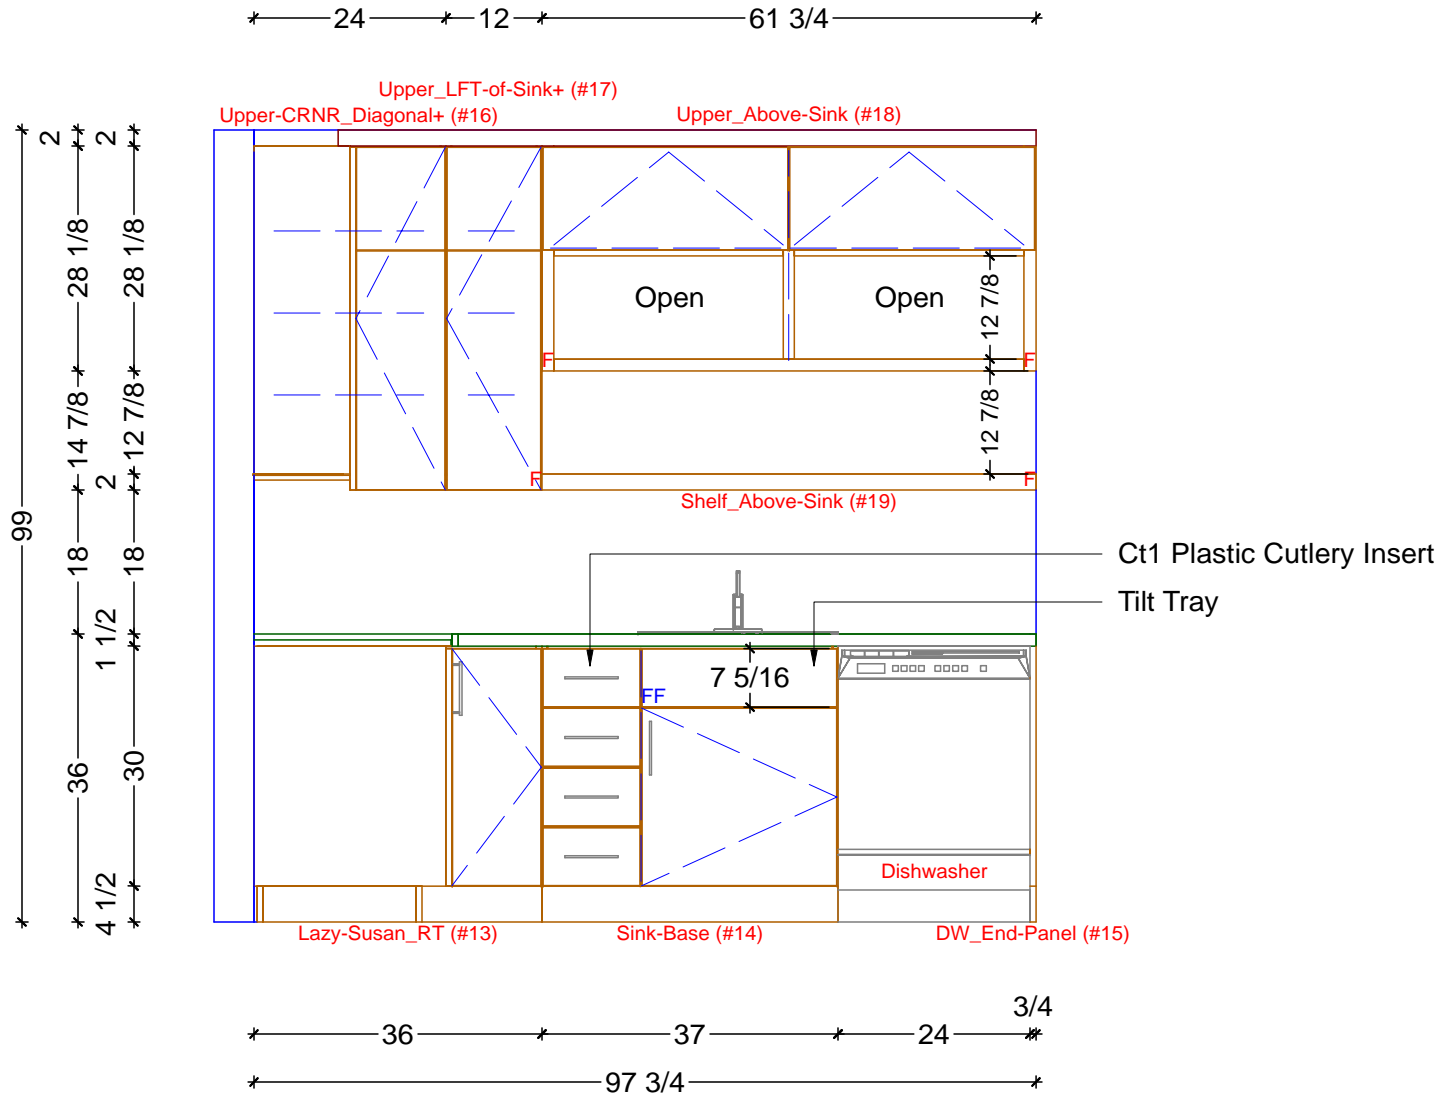 24
12
61 3/4
Upper_LFT-of-Sink+ (#17)
Upper-CRNR_Diagonal+ (#16)
Upper_Above-Sink (#18)
99
2
28 1/8
14 7/8
18
36
2
28 1/8
12 7/8
2
18
1 1/2
30
4 1/2
Open
Open
12 7/8
F
F
12 7/8
F
F
Shelf_Above-Sink (#19)
Ct1 Plastic Cutlery Insert
Tilt Tray
7 5/16
FF
Dishwasher
Lazy-Susan_RT (#13)
Sink-Base (#14)
DW_End-Panel (#15)
3/4
36
37
24
97 3/4